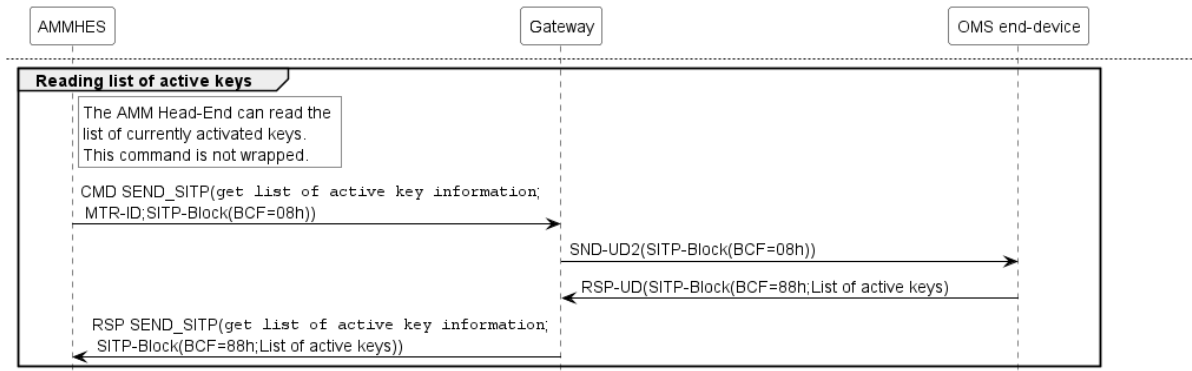 AMMHES
Gateway
OMS end-device
Reading list of active keys
The AMM Head-End can read the
list of currently activated keys.
This command is not wrapped.
CMD SEND_SITP(get list of active key information;
MTR-ID;SITP-Block(BCF=08h))
SND-UD2(SITP-Block(BCF=08h))
RSP-UD(SITP-Block(BCF=88h;List of active keys)
RSP SEND_SITP(get list of active key information;
SITP-Block(BCF=88h;List of active keys))